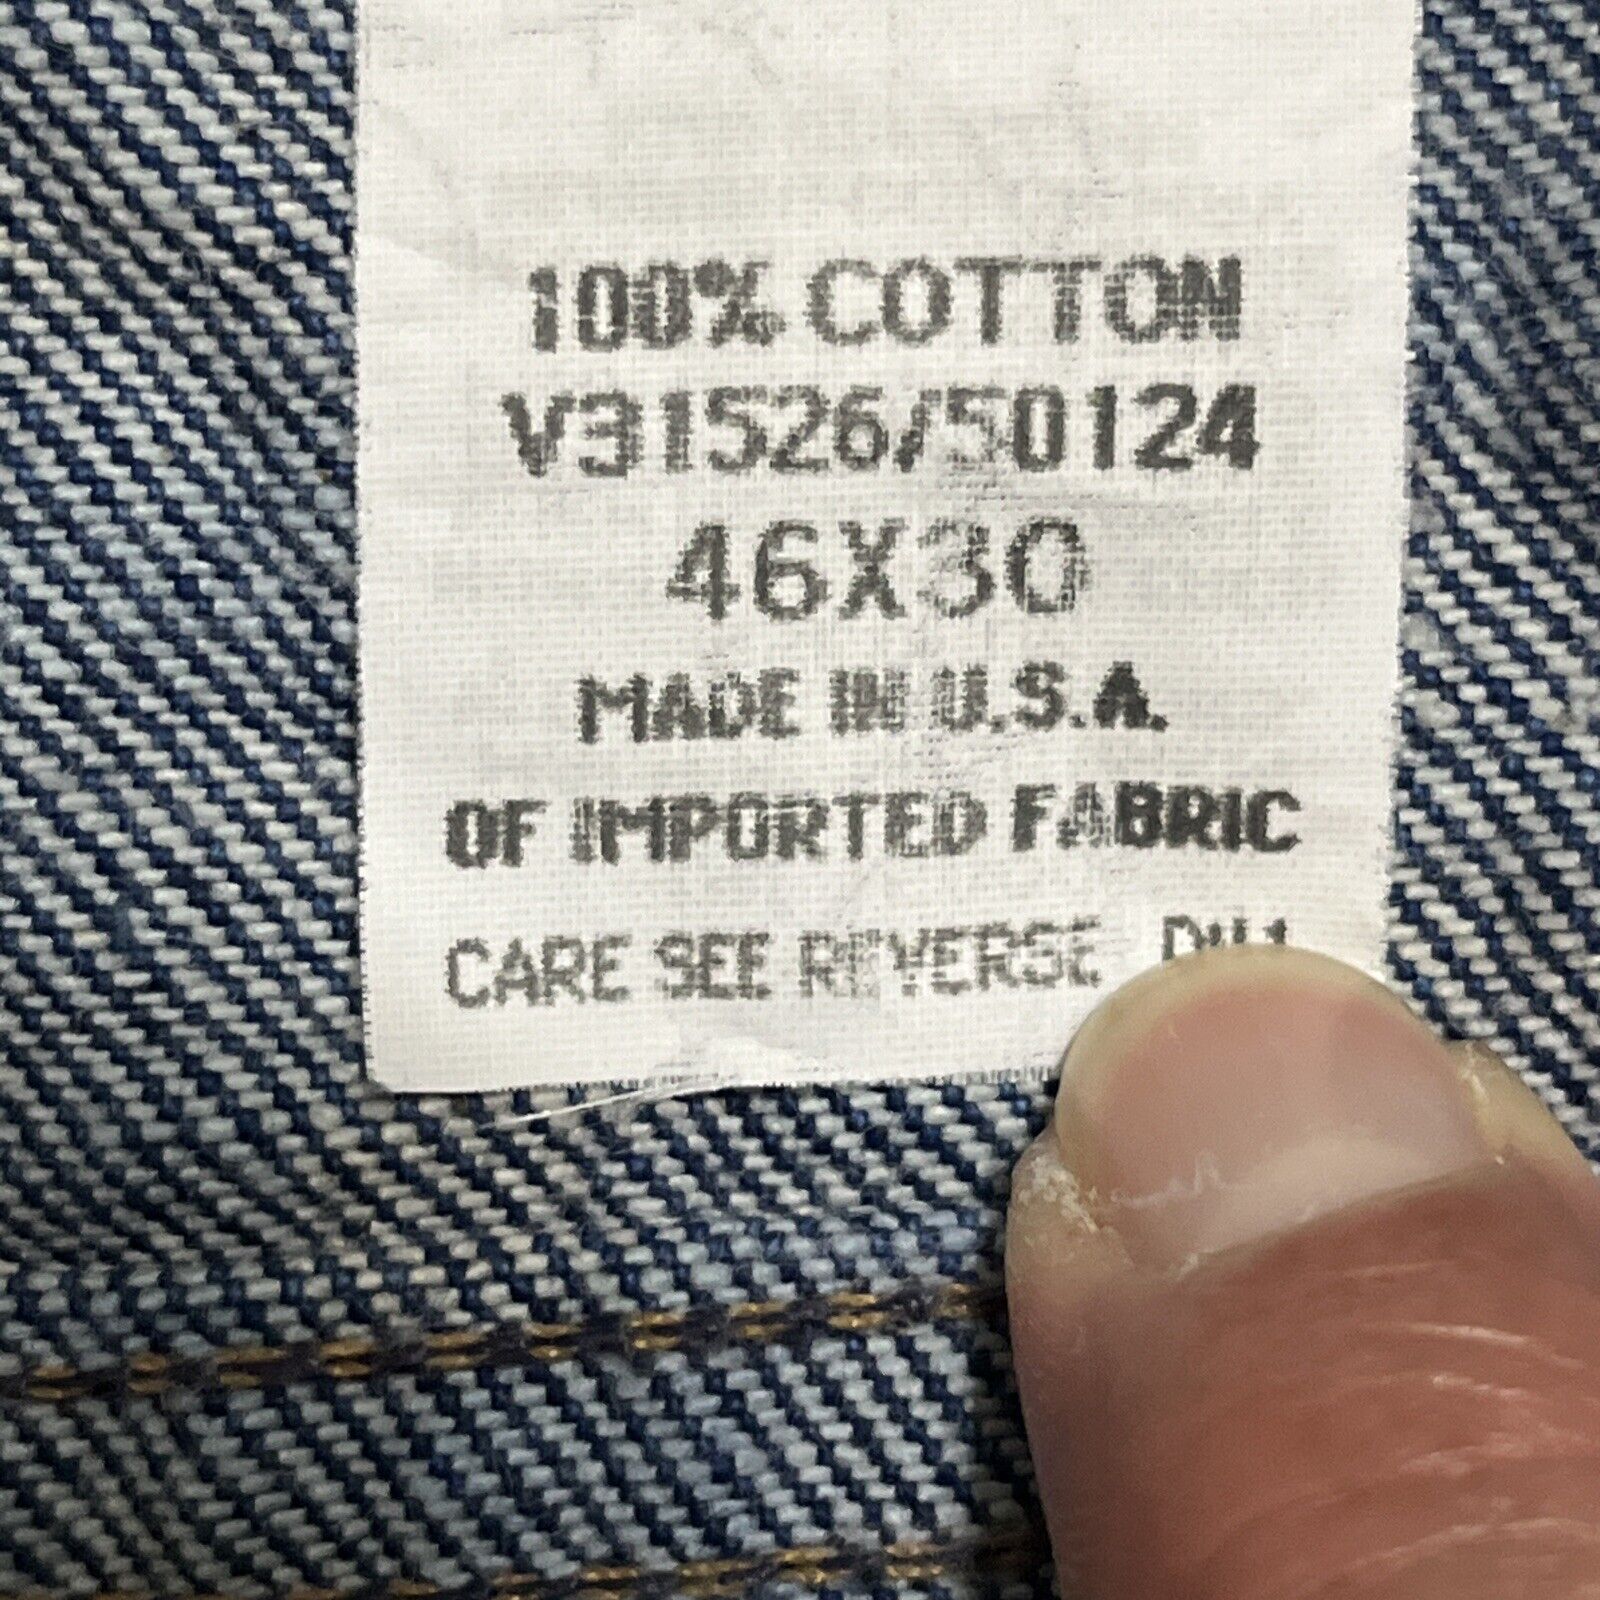 100% COTTON
V31526/50124
46X30
MADE IN U.S.A.
OF IMPORTED FABRIC
CARE SEE REVERSE